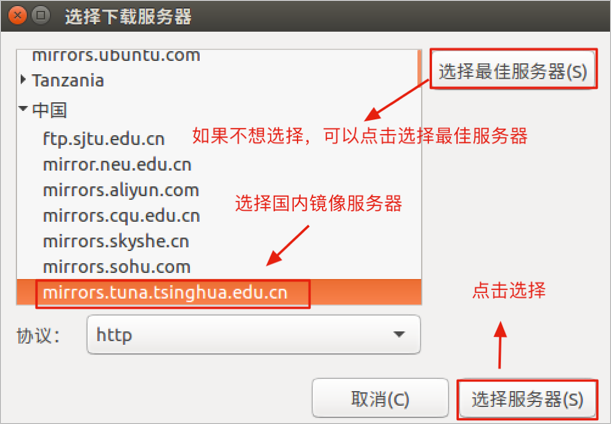 选择下载服务器
mirrors.ubuntu.com
Tanzania
中国
ftp.sjtu.edu.cn
mirror.neu.edu.cn
mirrors.aliyun.com
mirrors.cqu.edu.cn
mirrors.skyshe.cn
mirrors.sohu.com
mirrors.tuna.tsinghua.edu.cn
选择最佳服务器(S)
如果不想选择，可以点击选择最佳服务器
选择国内镜像服务器
点击选择
协议： http
取消(C)
选择服务器(S)